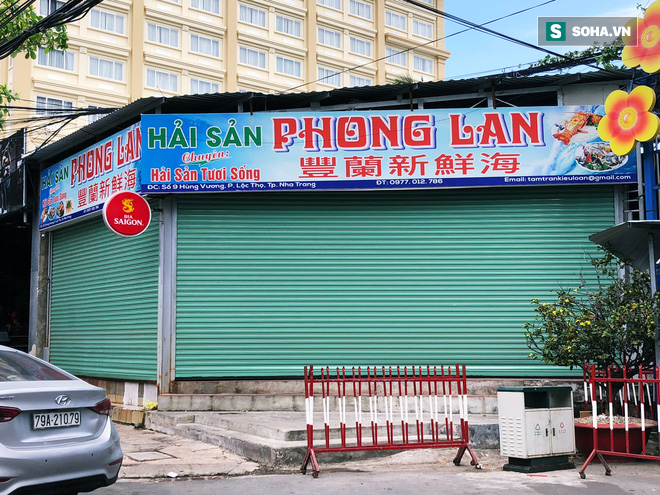 SOHA.VN
HẢI SẢN PHONG LAN
Chuyên:
Hải Sản Tươi Sống
豐蘭新鮮海
ĐC: Số 9 Hùng Vương, P. Lộc Thọ, Tp. Nha Trang
ĐT: 0977.012.786
Email: tamtrankieuloan@gmail.com
HẢI SẢN PHONG LAN
豐蘭新鮮海
BIA
SAIGON
79A-210.79